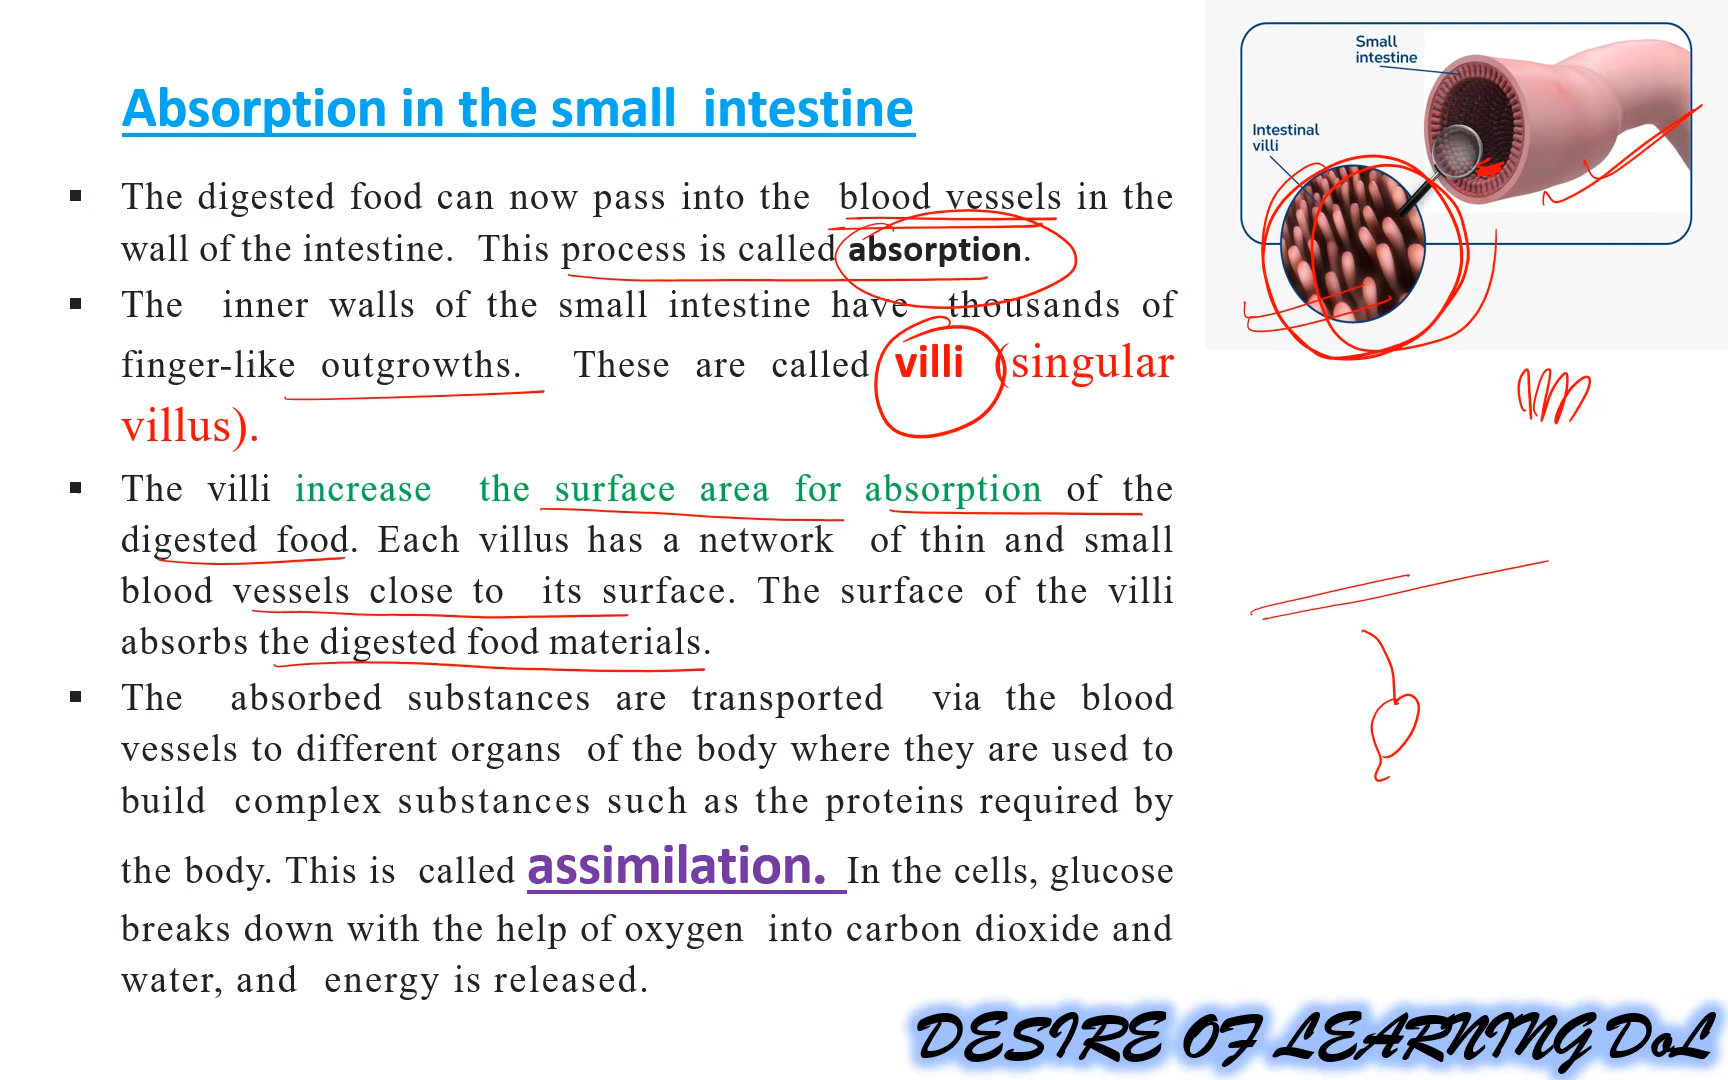 Absorption in the small intestine
The digested food can now pass into the blood vessels in the
wall of the intestine. This process is called absorption.
The inner walls of the small intestine have thousands of
finger-like outgrowths. These are called villi (singular
villus).
The villi increase the surface area for absorption of the
digested food. Each villus has a network of thin and small
blood vessels close to its surface. The surface of the villi
absorbs the digested food materials.
The absorbed substances are transported via the blood
vessels to different organs of the body where they are used to
build complex substances such as the proteins required by
the body. This is called assimilation. In the cells, glucose
breaks down with the help of oxygen into carbon dioxide and
water, and energy is released.
Small
intestine
Intestinal
villi
DESIRE OF LEARNING DoL